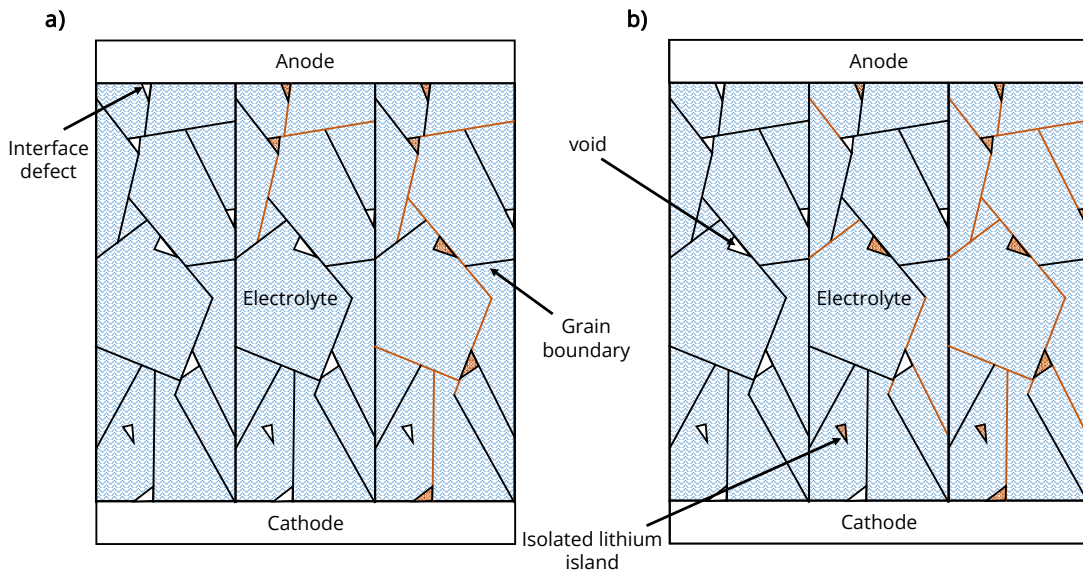 a)
Anode
Interface
defect
Electrolyte
Grain
boundary
Cathode
b)
Anode
void
Electrolyte
Cathode
Isolated lithium
island